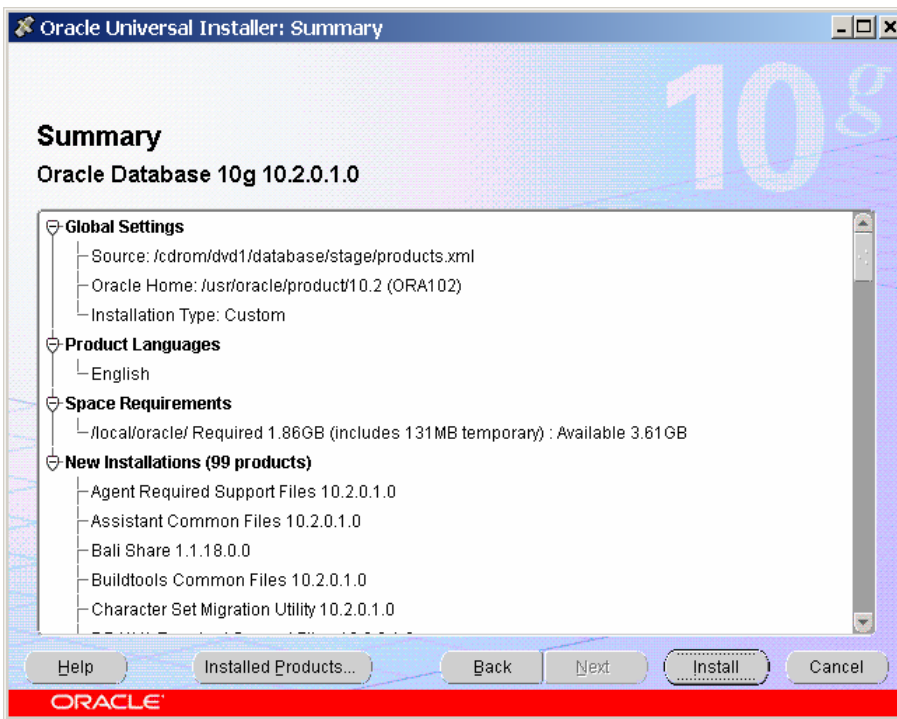 Oracle Universal Installer: Summary
10g
Summary
Oracle Database 10g 10.2.0.1.0
Global Settings
Source: /cdrom/dvd1/database/stage/products.xml
Oracle Home: /usr/oracle/product/10.2 (ORA102)
Installation Type: Custom
Product Languages
English
Space Requirements
/local/oracle/ Required 1.86GB (includes 131MB temporary) : Available 3.61GB
New Installations (99 products)
Agent Required Support Files 10.2.0.1.0
Assistant Common Files 10.2.0.1.0
Bali Share 1.1.18.0.0
Buildtools Common Files 10.2.0.1.0
Character Set Migration Utility 10.2.0.1.0
Help Installed Products... Back Next Install Cancel
ORACLE